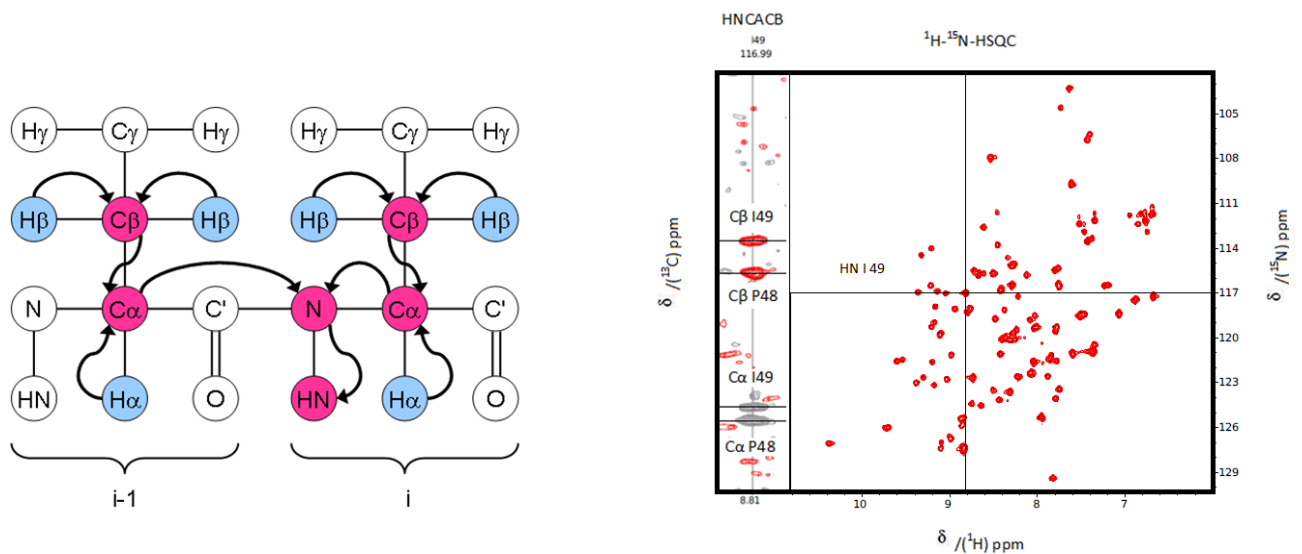 Hγ Cγ Hγ Hγ Cγ Hγ
Hβ Cβ Hβ Hβ Cβ Hβ
N Cα C' N Cα C'
HN Hα O HN Hα O
i-1 i
HNCACB
I49
116.99
¹H-¹⁵N-HSQC
Cβ I49
Cβ P48
Cα I49
Cα P48
8.81
δ /(¹³C) ppm
HN I 49
105
108
111
114
117
120
123
126
129
δ /(¹⁵N) ppm
10 9 8 7
δ /(¹H) ppm